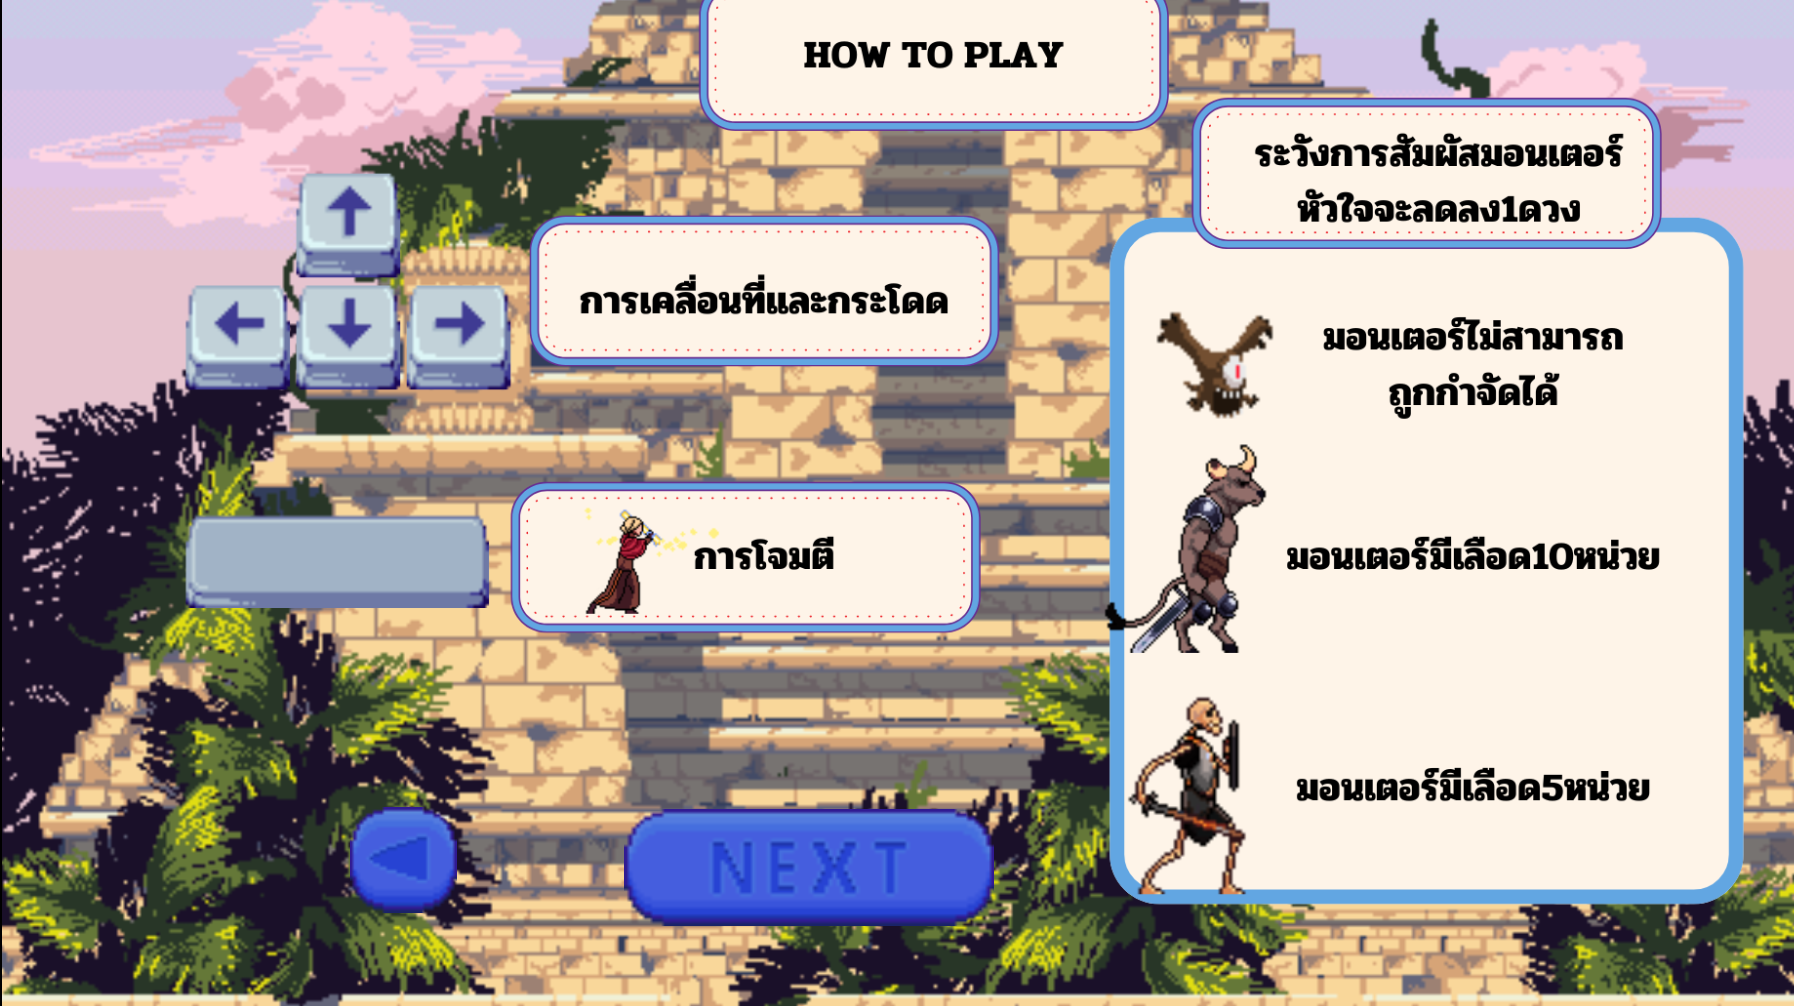 HOW TO PLAY
ระวังการสัมผัสมอนเตอร์
หัวใจจะลดลง1ดวง
การเคลื่อนที่และกระโดด
มอนเตอร์ไม่สามารถ
ถูกกำจัดได้
การโจมตี
มอนเตอร์มีเลือด10หน่วย
มอนเตอร์มีเลือด5หน่วย
NEXT